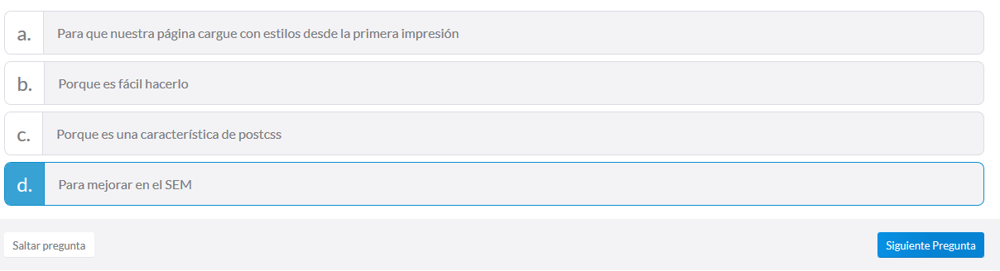 a. Para que nuestra página cargue con estilos desde la primera impresión
b. Porque es fácil hacerlo
c. Porque es una característica de postcss
d. Para mejorar en el SEM
Saltar pregunta Siguiente Pregunta